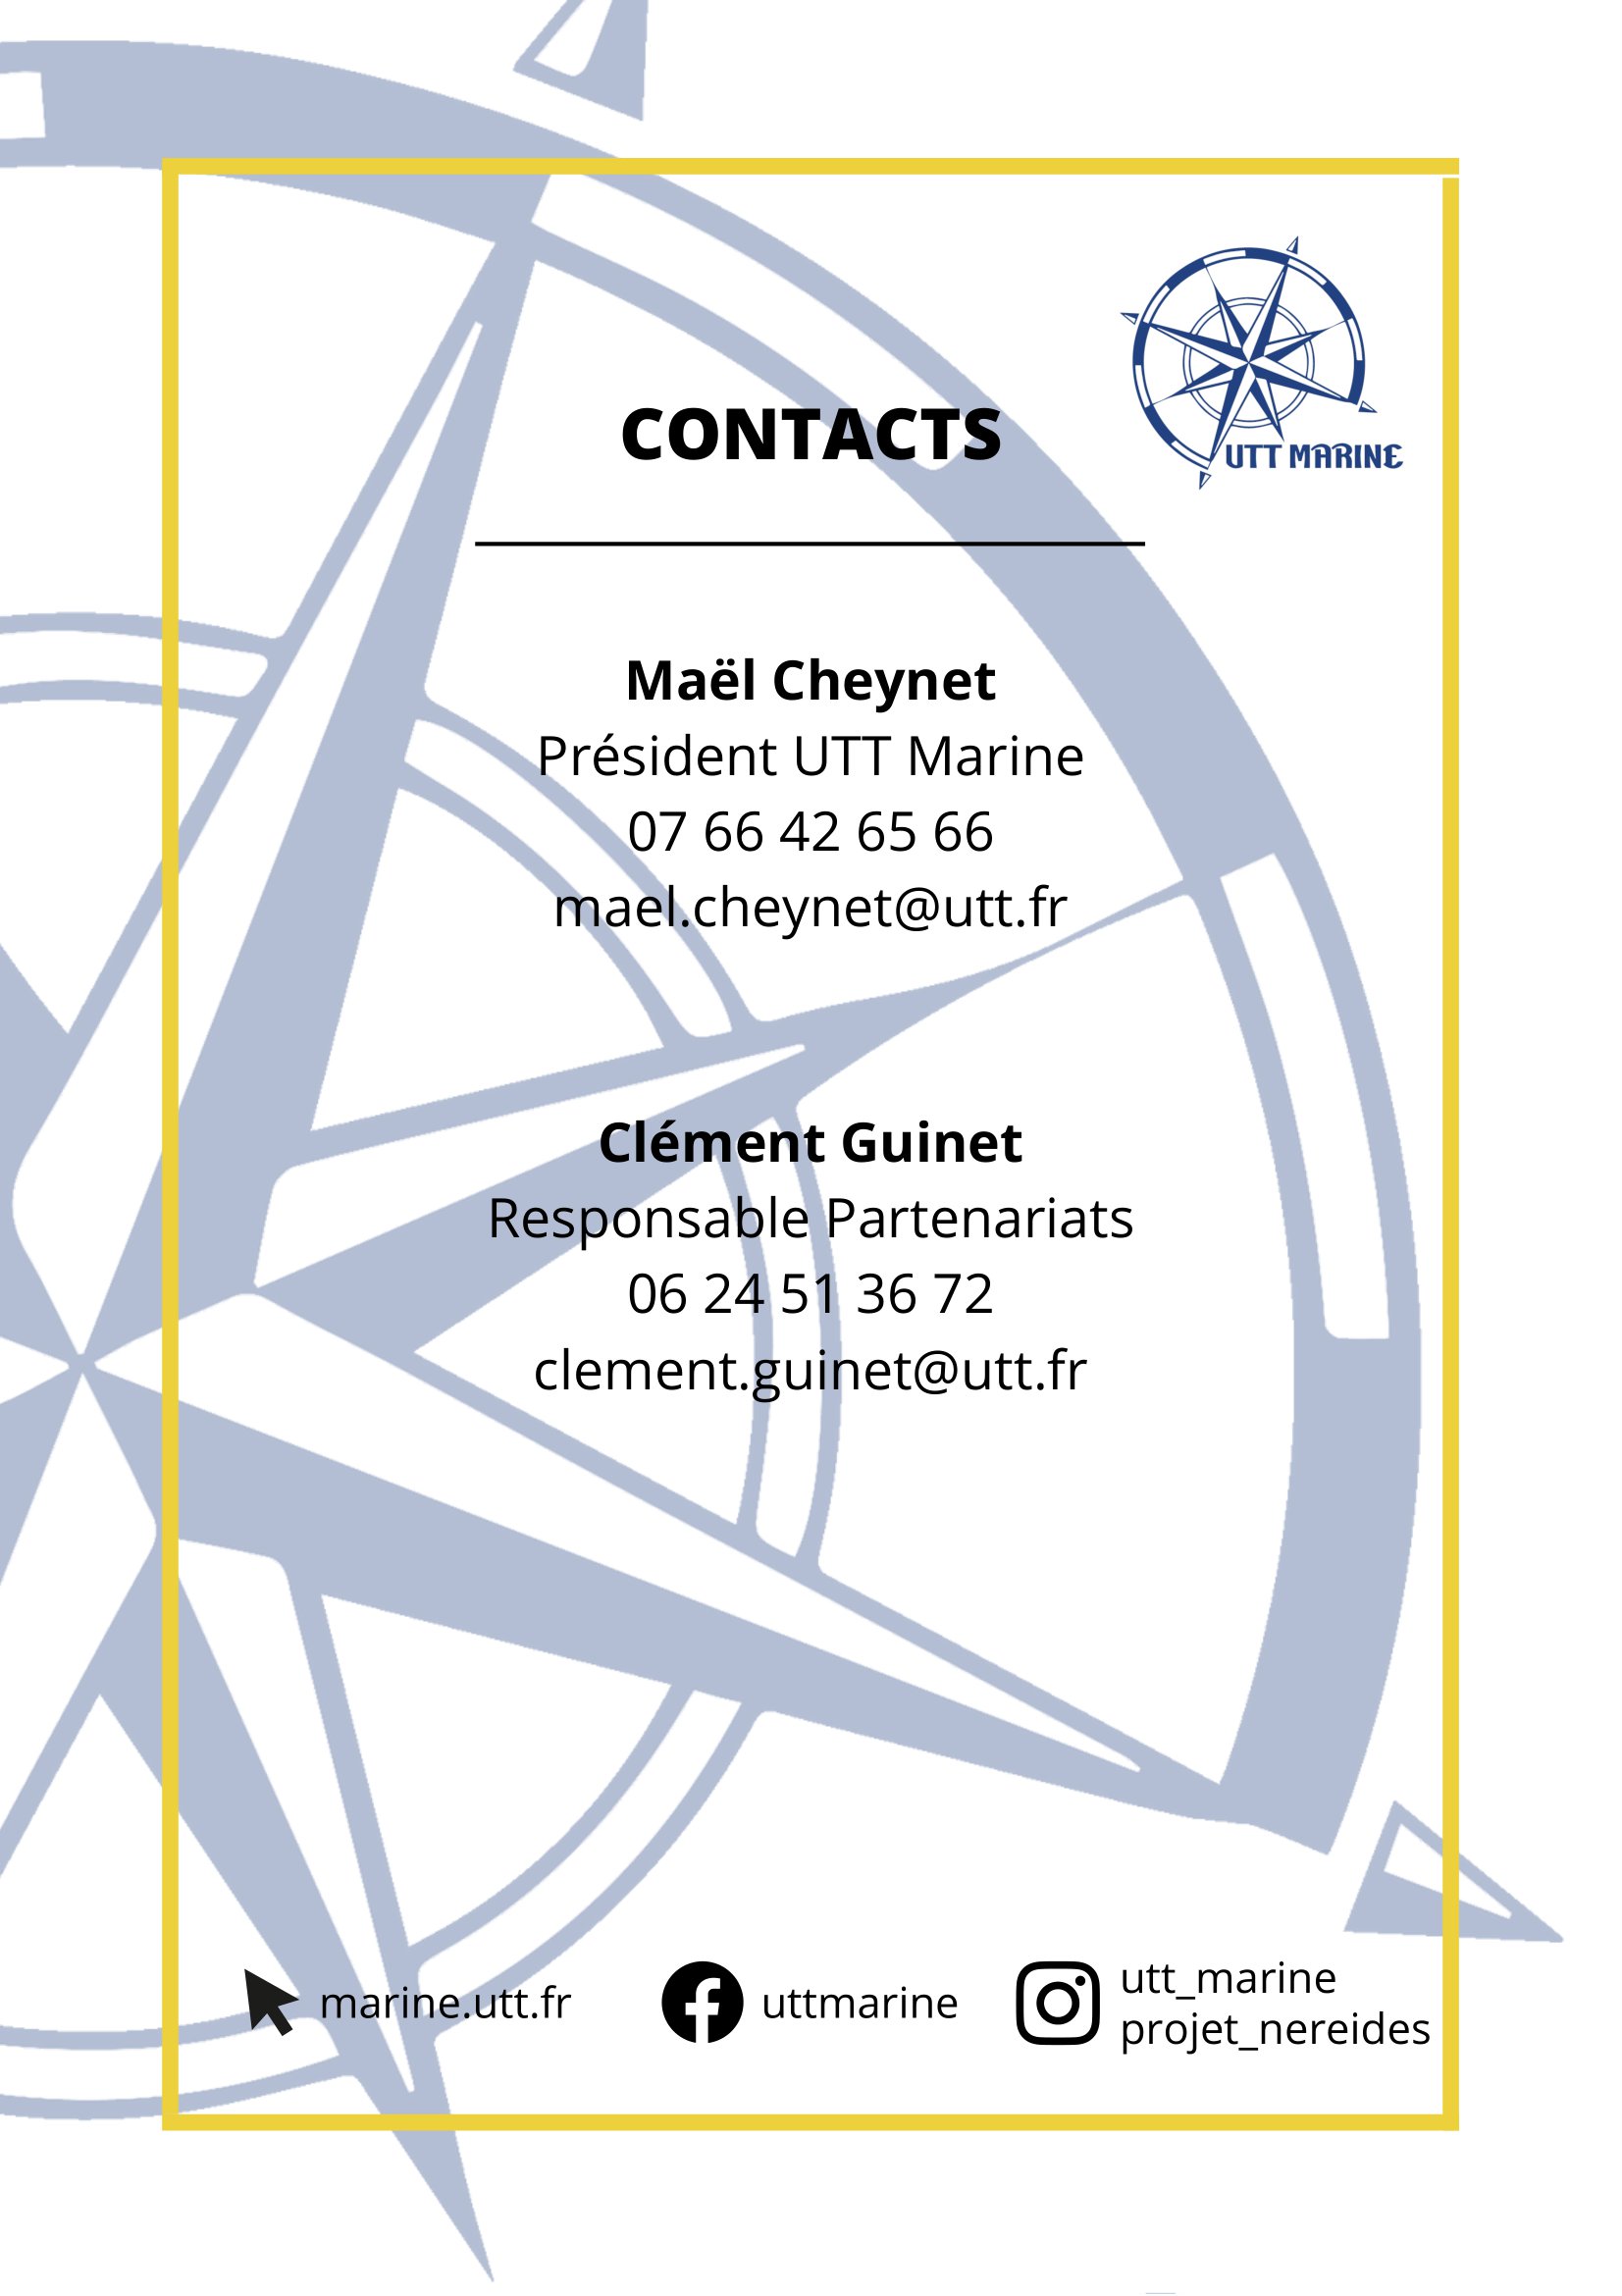 UTT MARINE
CONTACTS
Maël Cheynet
Président UTT Marine
07 66 42 65 66
mael.cheynet@utt.fr
Clément Guinet
Responsable Partenariats
06 24 51 36 72
clement.guinet@utt.fr
marine.utt.fr
uttmarine
utt_marine
projet_nereides